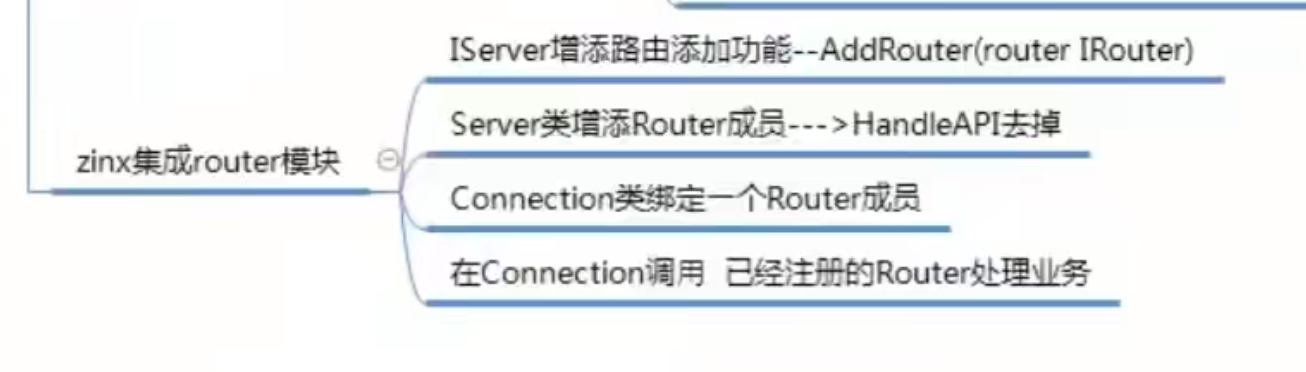 IServer增添路由添加功能--AddRouter(router IRouter)
Server类增添Router成员--->HandleAPI去掉
zinx集成router模块
Connection类绑定一个Router成员
在Connection调用 已经注册的Router处理业务